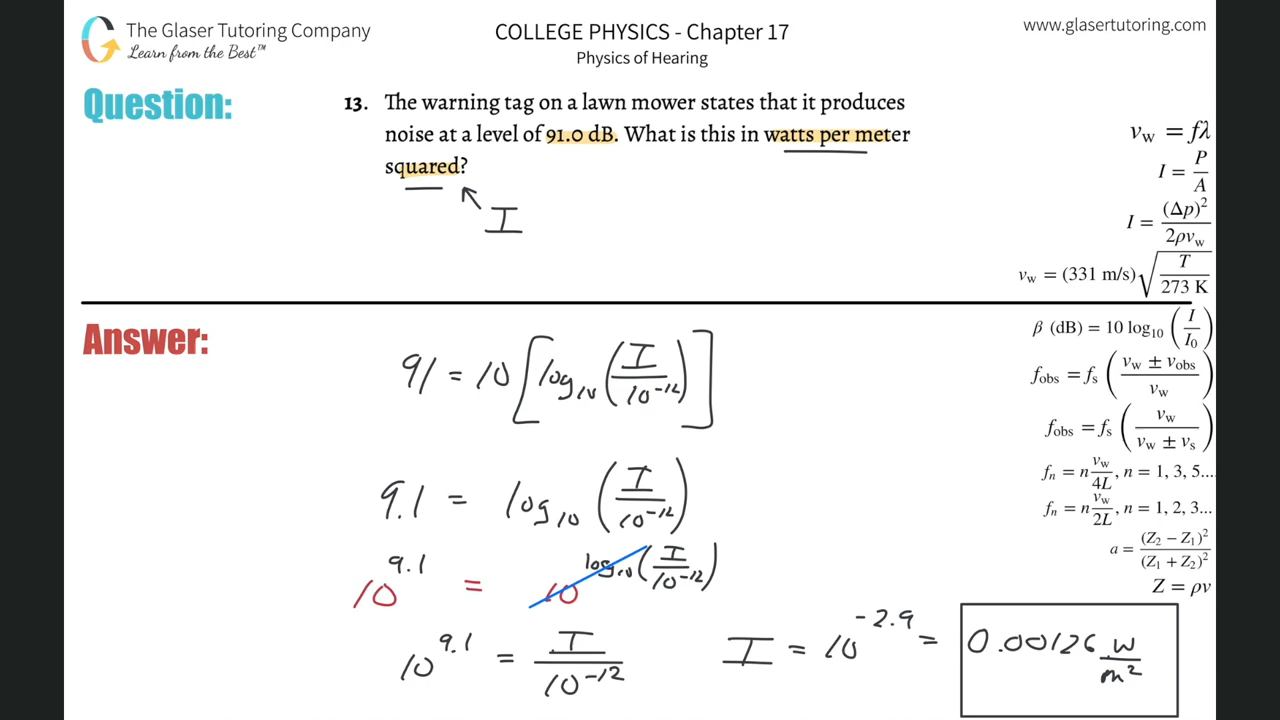 The Glaser Tutoring Company
Learn from the Best™
COLLEGE PHYSICS - Chapter 17
Physics of Hearing
www.glasertutoring.com
Question:
13. The warning tag on a lawn mower states that it produces
noise at a level of 91.0 dB. What is this in watts per meter
squared?
I
v_w = fλ
I = P/A
I = (Δp)²/2ρv_w
v_w = (331 m/s)√(T/273 K)
Answer:
β (dB) = 10 log₁₀ (I/I₀)
f_obs = f_s ((v_w ± v_obs)/v_w)
f_obs = f_s (v_w/(v_w ± v_s))
f_n = n v_w/4L, n = 1, 3, 5...
f_n = n v_w/2L, n = 1, 2, 3...
a = (Z₂ − Z₁)²/(Z₁ + Z₂)²
Z = ρv
91 = 10 [log₁₀ (I/10⁻¹²)]
9.1 = log₁₀ (I/10⁻¹²)
10^9.1 = 10^log₁₀(I/10⁻¹²)
10^9.1 = I/10⁻¹²
I = 10^-2.9 = 0.00126 W/m²